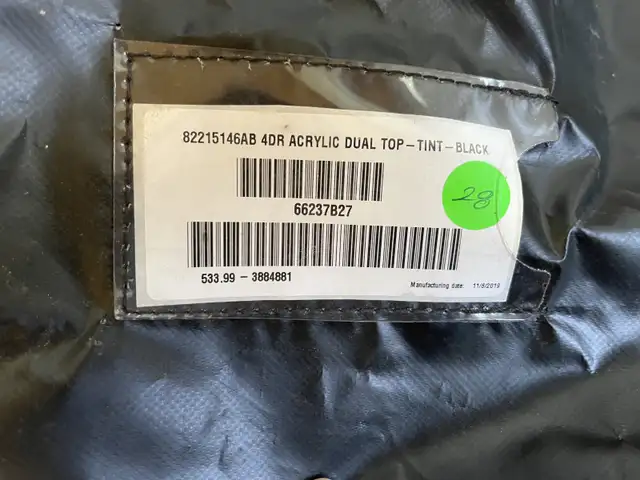 82215146AB 4DR ACRYLIC DUAL TOP-TINT-BLACK
28
66237B27
533.99 - 3884881
Manufacturing date: 11/8/2019